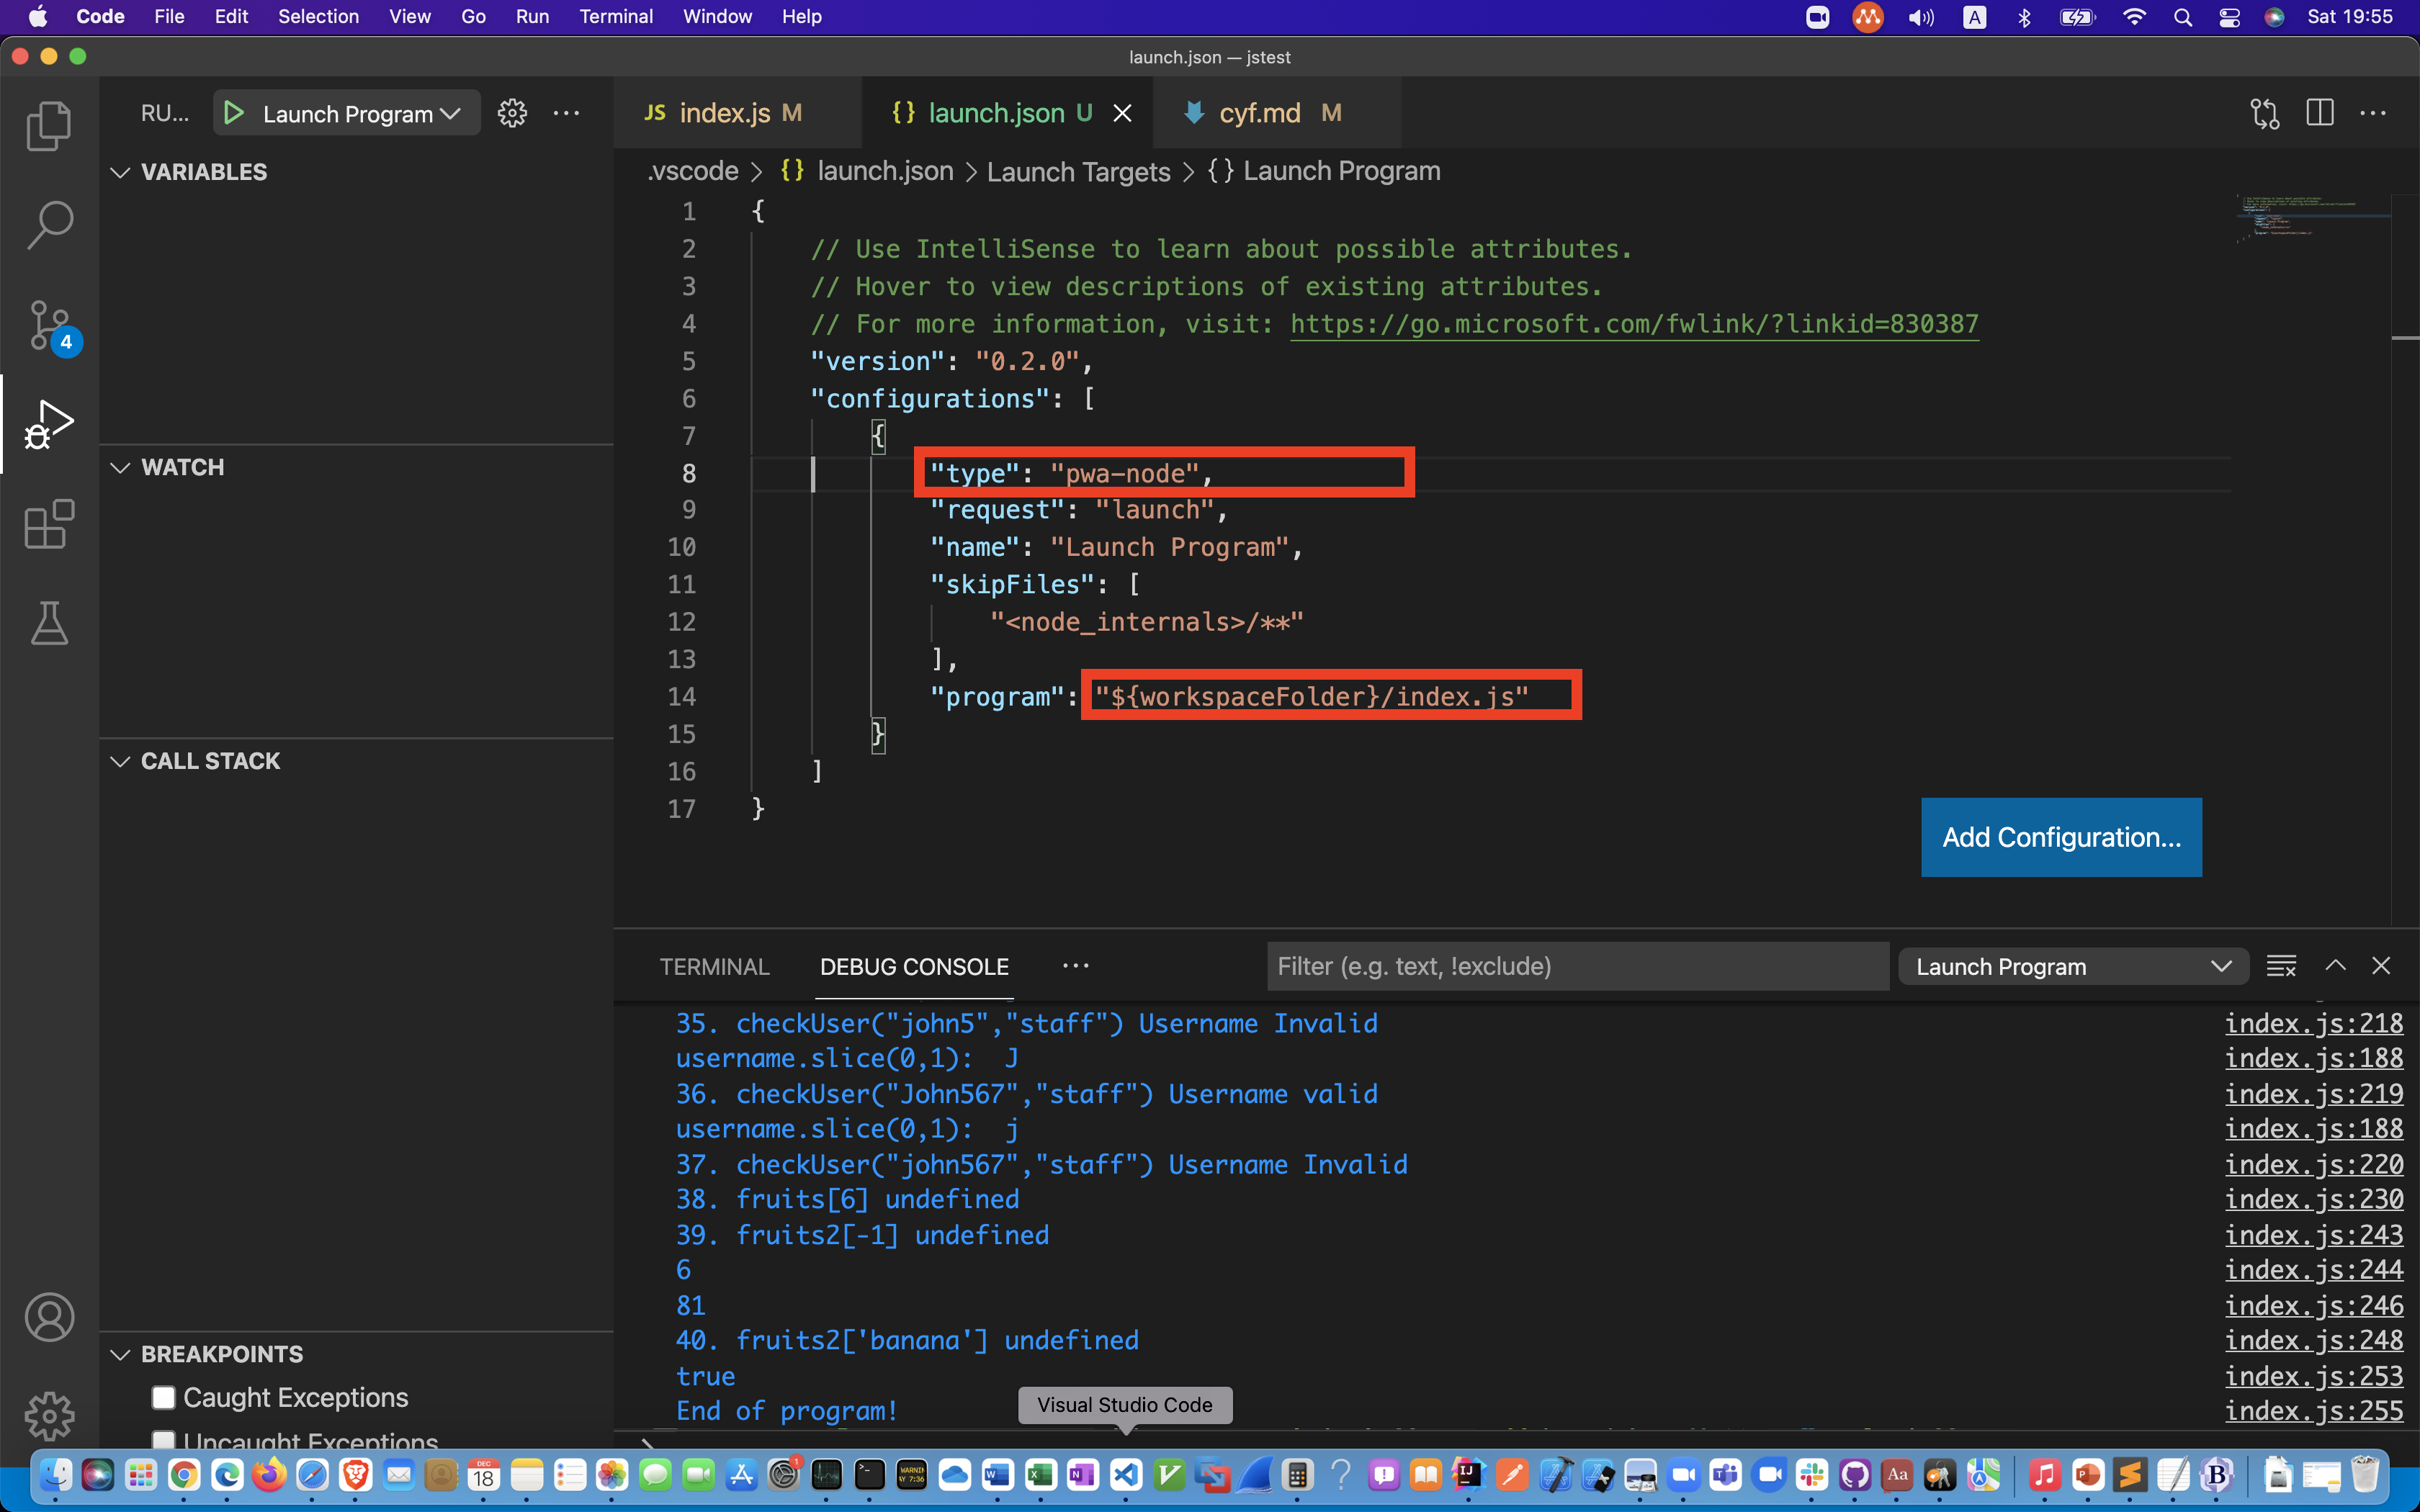 Code File Edit Selection View Go Run Terminal Window Help
A
Sat 19:55
launch.json — jstest
RU... Launch Program
JS index.js M
{} launch.json U
cyf.md M
.vscode > {} launch.json > Launch Targets > {} Launch Program
VARIABLES
1 {
2 // Use IntelliSense to learn about possible attributes.
3 // Hover to view descriptions of existing attributes.
4 // For more information, visit: https://go.microsoft.com/fwlink/?linkid=830387
5 "version": "0.2.0",
6 "configurations": [
7 {
8 "type": "pwa-node",
9 "request": "launch",
10 "name": "Launch Program",
11 "skipFiles": [
12 "<node_internals>/**"
13 ],
14 "program": "${workspaceFolder}/index.js"
15 }
16 ]
17 }
4
WATCH
CALL STACK
Add Configuration...
TERMINAL DEBUG CONSOLE ... Filter (e.g. text, !exclude) Launch Program
35. checkUser("john5","staff") Username Invalid index.js:218
username.slice(0,1): J index.js:188
36. checkUser("John567","staff") Username valid index.js:219
username.slice(0,1): j index.js:188
37. checkUser("john567","staff") Username Invalid index.js:220
38. fruits[6] undefined index.js:230
39. fruits2[-1] undefined index.js:243
6 index.js:244
81 index.js:246
40. fruits2['banana'] undefined index.js:248
true index.js:253
End of program! index.js:255
BREAKPOINTS
Caught Exceptions
Uncaught Exceptions
Visual Studio Code
DEC
18
1